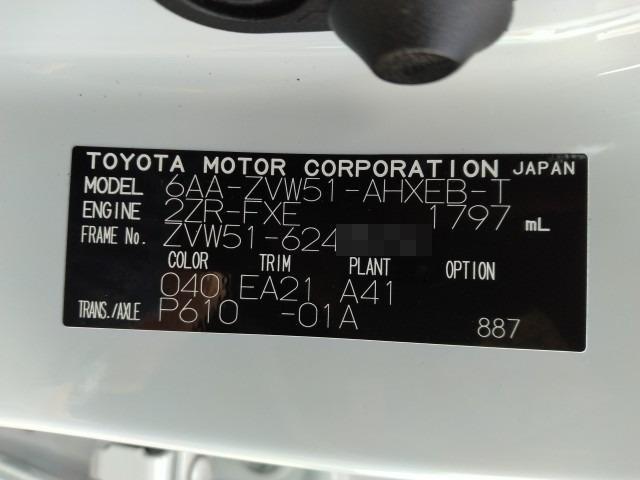 TOYOTA MOTOR CORPORATION JAPAN
MODEL 6AA-ZVW51-AHXEB-T
ENGINE 2ZR-FXE 1797 mL
FRAME No. ZVW51-624
COLOR TRIM PLANT OPTION
040 EA21 A41
TRANS./AXLE P610 -01A
887